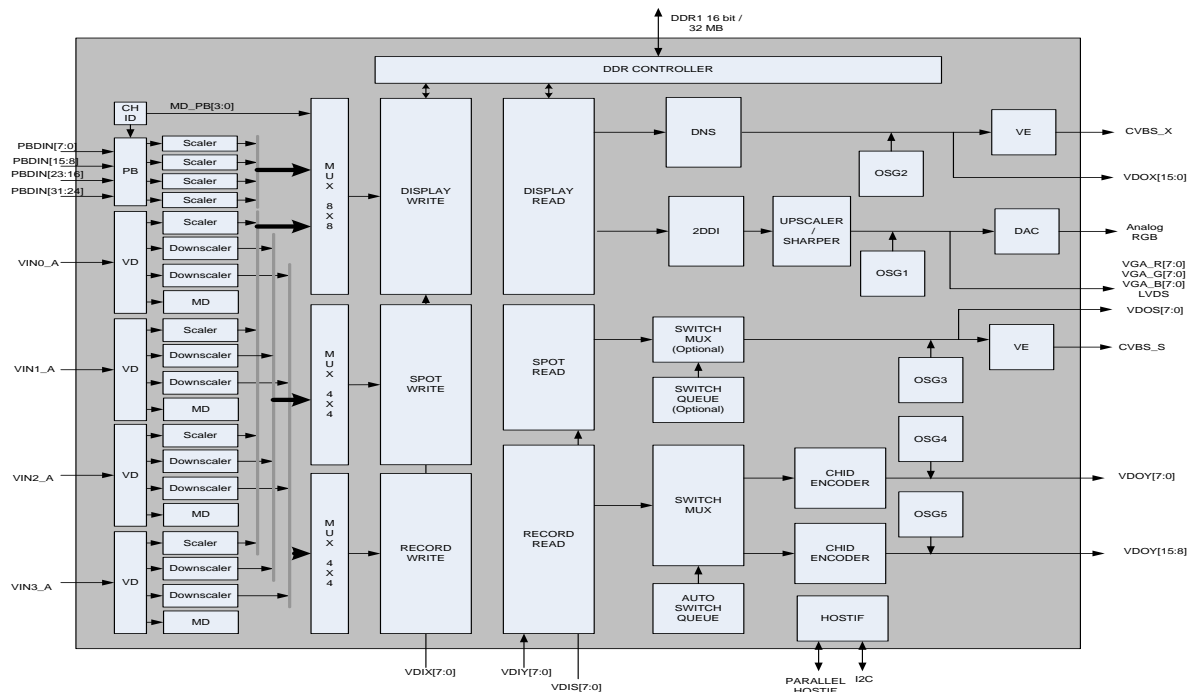 DDR1 16 bit /
32 MB
DDR CONTROLLER
CH
ID
MD_PB[3:0]
PBDIN[7:0]
PBDIN[15:8]
PBDIN[23:16]
PBDIN[31:24]
PB
Scaler
Scaler
Scaler
Scaler
VIN0_A
VD
Scaler
Downscaler
Downscaler
MD
VIN1_A
VD
Scaler
Downscaler
Downscaler
MD
VIN2_A
VD
Scaler
Downscaler
Downscaler
MD
VIN3_A
VD
Scaler
Downscaler
Downscaler
MD
M
U
X
8
X
8
M
U
X
4
X
4
M
U
X
4
X
4
DISPLAY
WRITE
SPOT
WRITE
RECORD
WRITE
DISPLAY
READ
SPOT
READ
RECORD
READ
DNS
2DDI
UPSCALER
/
SHARPER
OSG2
OSG1
VE
DAC
CVBS_X
VDOX[15:0]
Analog
RGB
VGA_R[7:0]
VGA_G[7:0]
VGA_B[7:0]
LVDS
VDOS[7:0]
SWITCH
MUX
(Optional)
SWITCH
QUEUE
(Optional)
VE
CVBS_S
OSG3
OSG4
OSG5
SWITCH
MUX
AUTO
SWITCH
QUEUE
CHID
ENCODER
CHID
ENCODER
VDOY[7:0]
VDOY[15:8]
HOSTIF
VDIX[7:0]
VDIY[7:0]
VDIS[7:0]
PARALLEL
HOSTIF
I2C